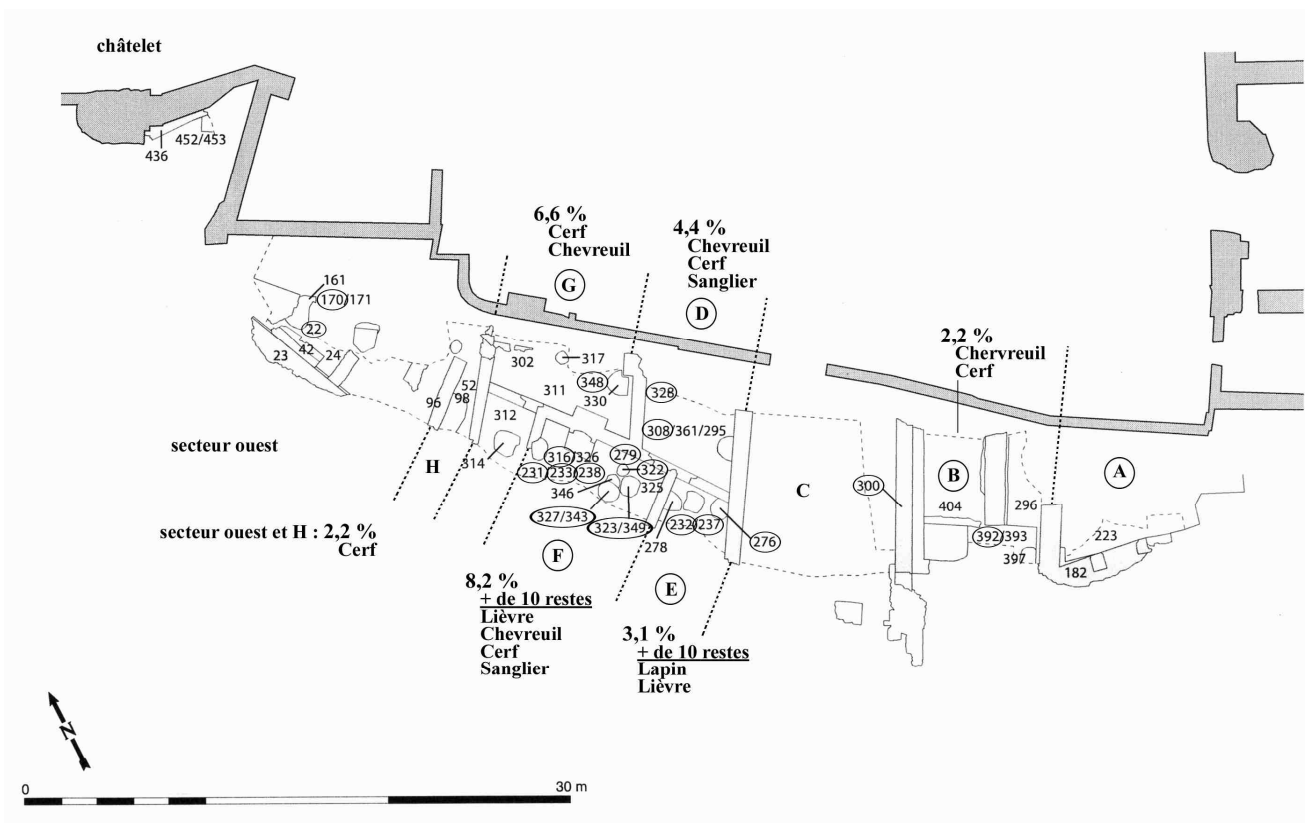 châtelet
452/453
436
6,6 %
Cerf
Chevreuil
G
4,4 %
Chevreuil
Cerf
Sanglier
D
161
170/171
22
23
42
24
2,2 %
Chervreuil
Cerf
302
317
348
330
328
311
52
98
96
312
308/361/295
secteur ouest
H
314
316/326
279
231
233
238
322
346
325
327/343
323/349
278
232/237
276
C
300
B
404
296
A
392/393
397
223
182
secteur ouest et H : 2,2 %
Cerf
F
8,2 %
+ de 10 restes
Lièvre
Chevreuil
Cerf
Sanglier
E
3,1 %
+ de 10 restes
Lapin
Lièvre
N
0
30 m